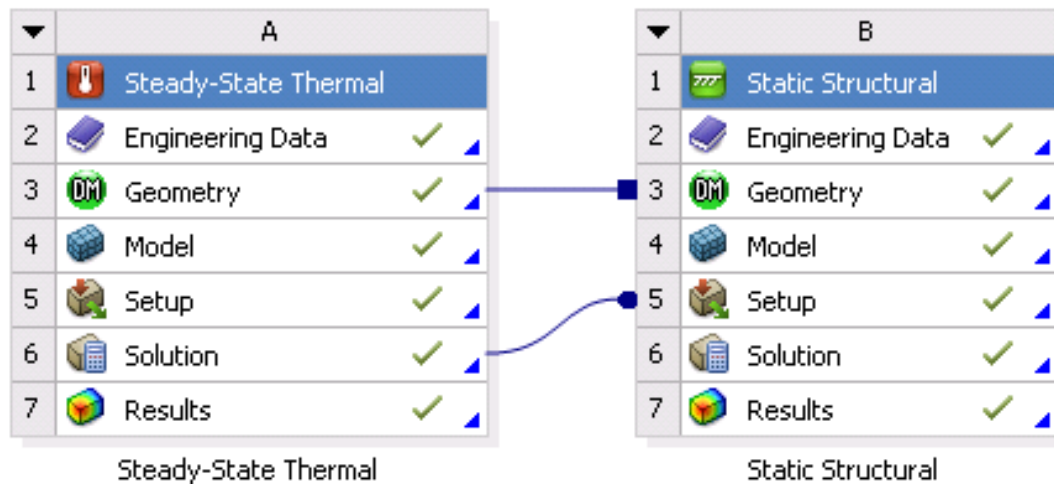 A
1 Steady-State Thermal
2 Engineering Data
3 DM Geometry
4 Model
5 Setup
6 Solution
7 Results
Steady-State Thermal
B
1 Static Structural
2 Engineering Data
3 DM Geometry
4 Model
5 Setup
6 Solution
7 Results
Static Structural